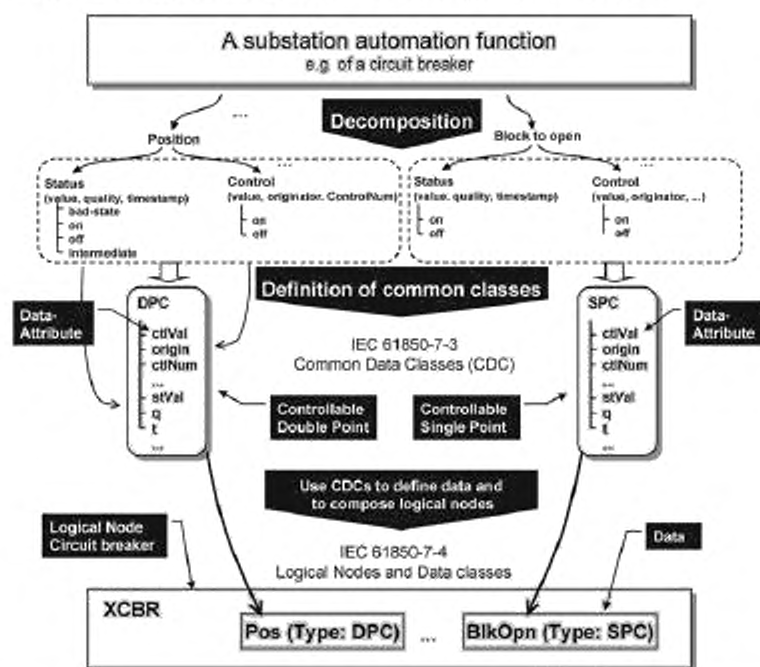 A substation automation function
e.g. of a circuit breaker
...
Decomposition
Position
Block to open
...
...
Status
(value, quality, timestamp)
bad-state
on
off
intermediate
Control
(value, originator, ControlNum)
on
off
Status
(value, quality, timestamp)
on
off
Control
(value, originator, ...)
on
off
Definition of common classes
DPC
ctlVal
origin
ctlNum
...
stVal
q
t
...
SPC
ctlVal
origin
ctlNum
...
stVal
q
t
...
Data-
Attribute
Data-
Attribute
IEC 61850-7-3
Common Data Classes (CDC)
Controllable
Double Point
Controllable
Single Point
Use CDCs to define data and
to compose logical nodes
Logical Node
Circuit breaker
IEC 61850-7-4
Logical Nodes and Data classes
Data
XCBR
Pos (Type: DPC)
...
BlkOpn (Type: SPC)